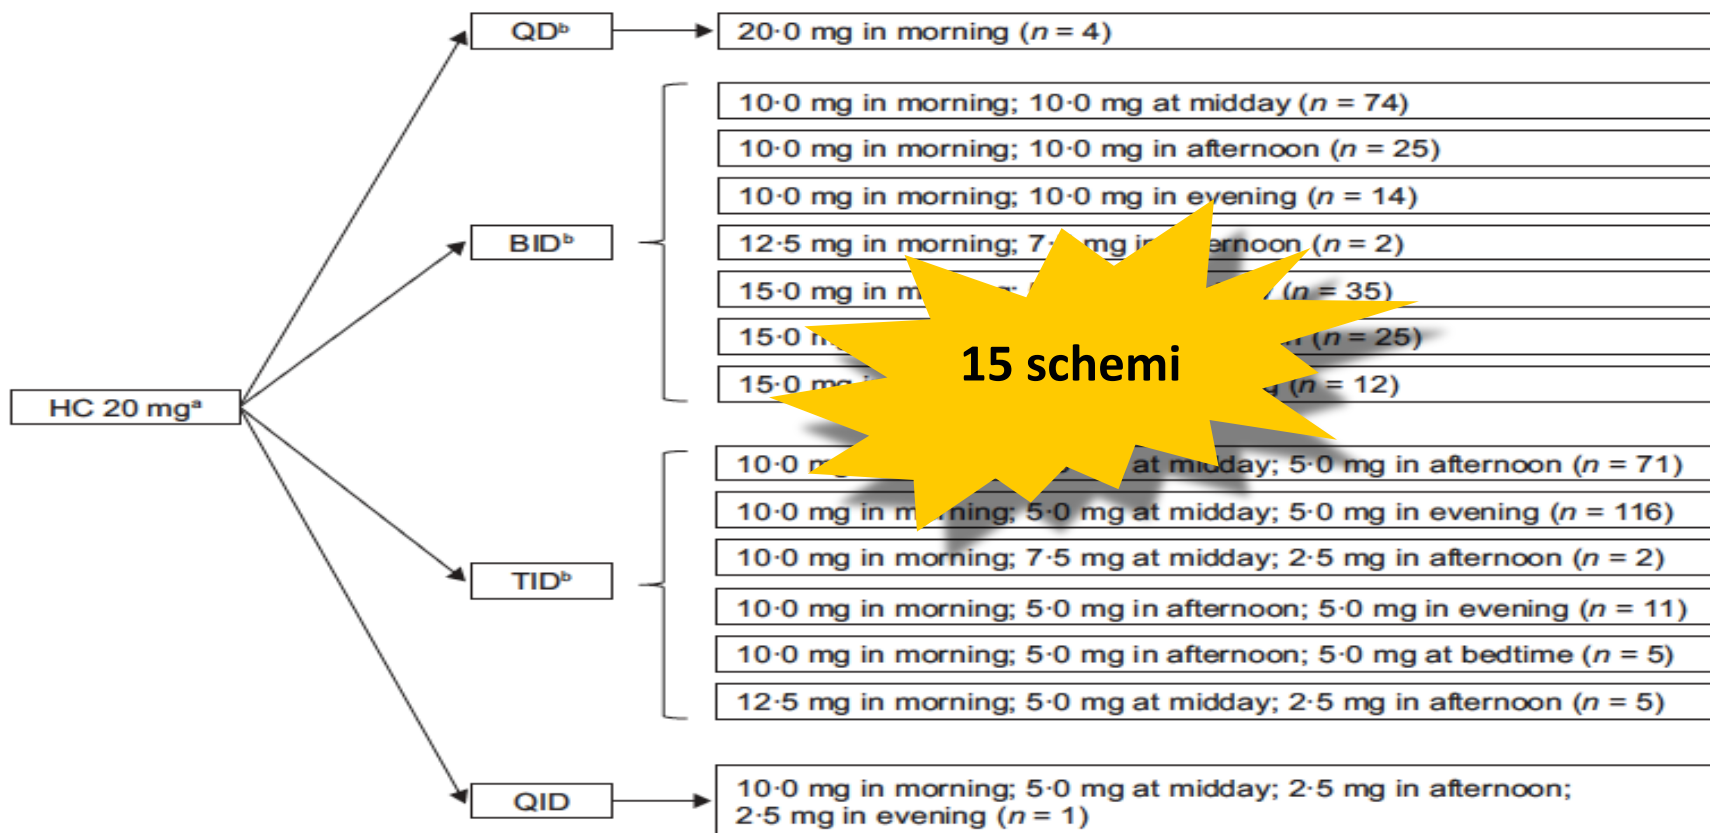 QDᵇ
20·0 mg in morning (n = 4)
10·0 mg in morning; 10·0 mg at midday (n = 74)
10·0 mg in morning; 10·0 mg in afternoon (n = 25)
10·0 mg in morning; 10·0 mg in evening (n = 14)
BIDᵇ
12·5 mg in morning; 7· mg in afternoon (n = 2)
15·0 mg in (n = 35)
15·0 (n = 25)
15·0 mg (n = 12)
15 schemi
HC 20 mgᵃ
10·0 at midday; 5·0 mg in afternoon (n = 71)
10·0 mg in morning; 5·0 mg at midday; 5·0 mg in evening (n = 116)
10·0 mg in morning; 7·5 mg at midday; 2·5 mg in afternoon (n = 2)
TIDᵇ
10·0 mg in morning; 5·0 mg in afternoon; 5·0 mg in evening (n = 11)
10·0 mg in morning; 5·0 mg in afternoon; 5·0 mg at bedtime (n = 5)
12·5 mg in morning; 5·0 mg at midday; 2·5 mg in afternoon (n = 5)
QID
10·0 mg in morning; 5·0 mg at midday; 2·5 mg in afternoon;
2·5 mg in evening (n = 1)